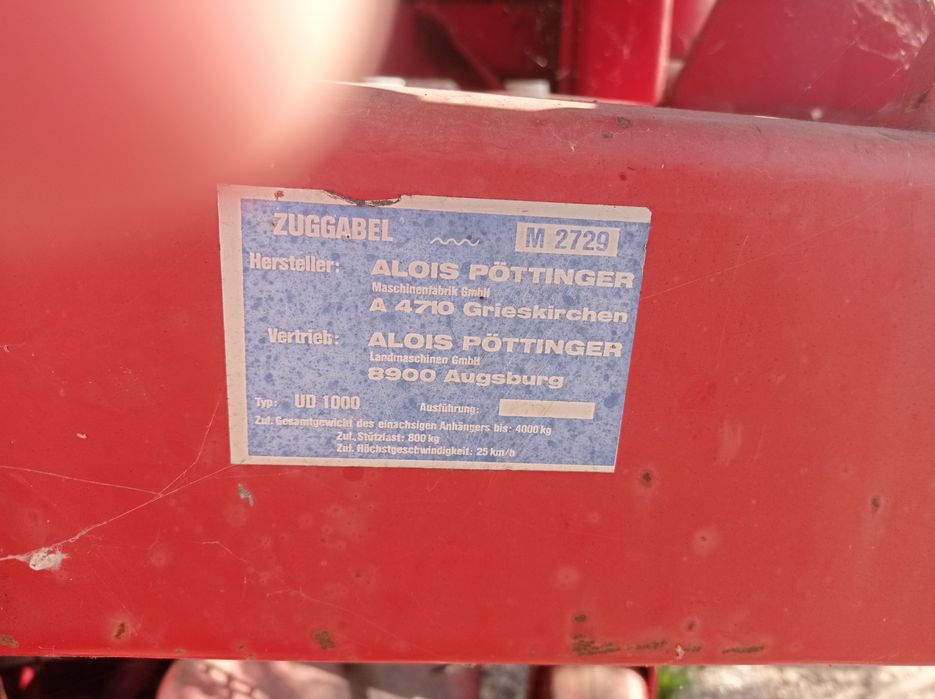 ZUGGABEL M 2729
Hersteller: ALOIS PÖTTINGER
Maschinenfabrik GmbH
A 4710 Grieskirchen
Vertrieb: ALOIS PÖTTINGER
Landmaschinen GmbH
8900 Augsburg
Typ: UD 1000 Ausführung:
Zul. Gesamtgewicht des einachsigen Anhängers bis: 4000 kg
Zul. Stützlast: 800 kg
Zul. Höchstgeschwindigkeit: 25 km/h